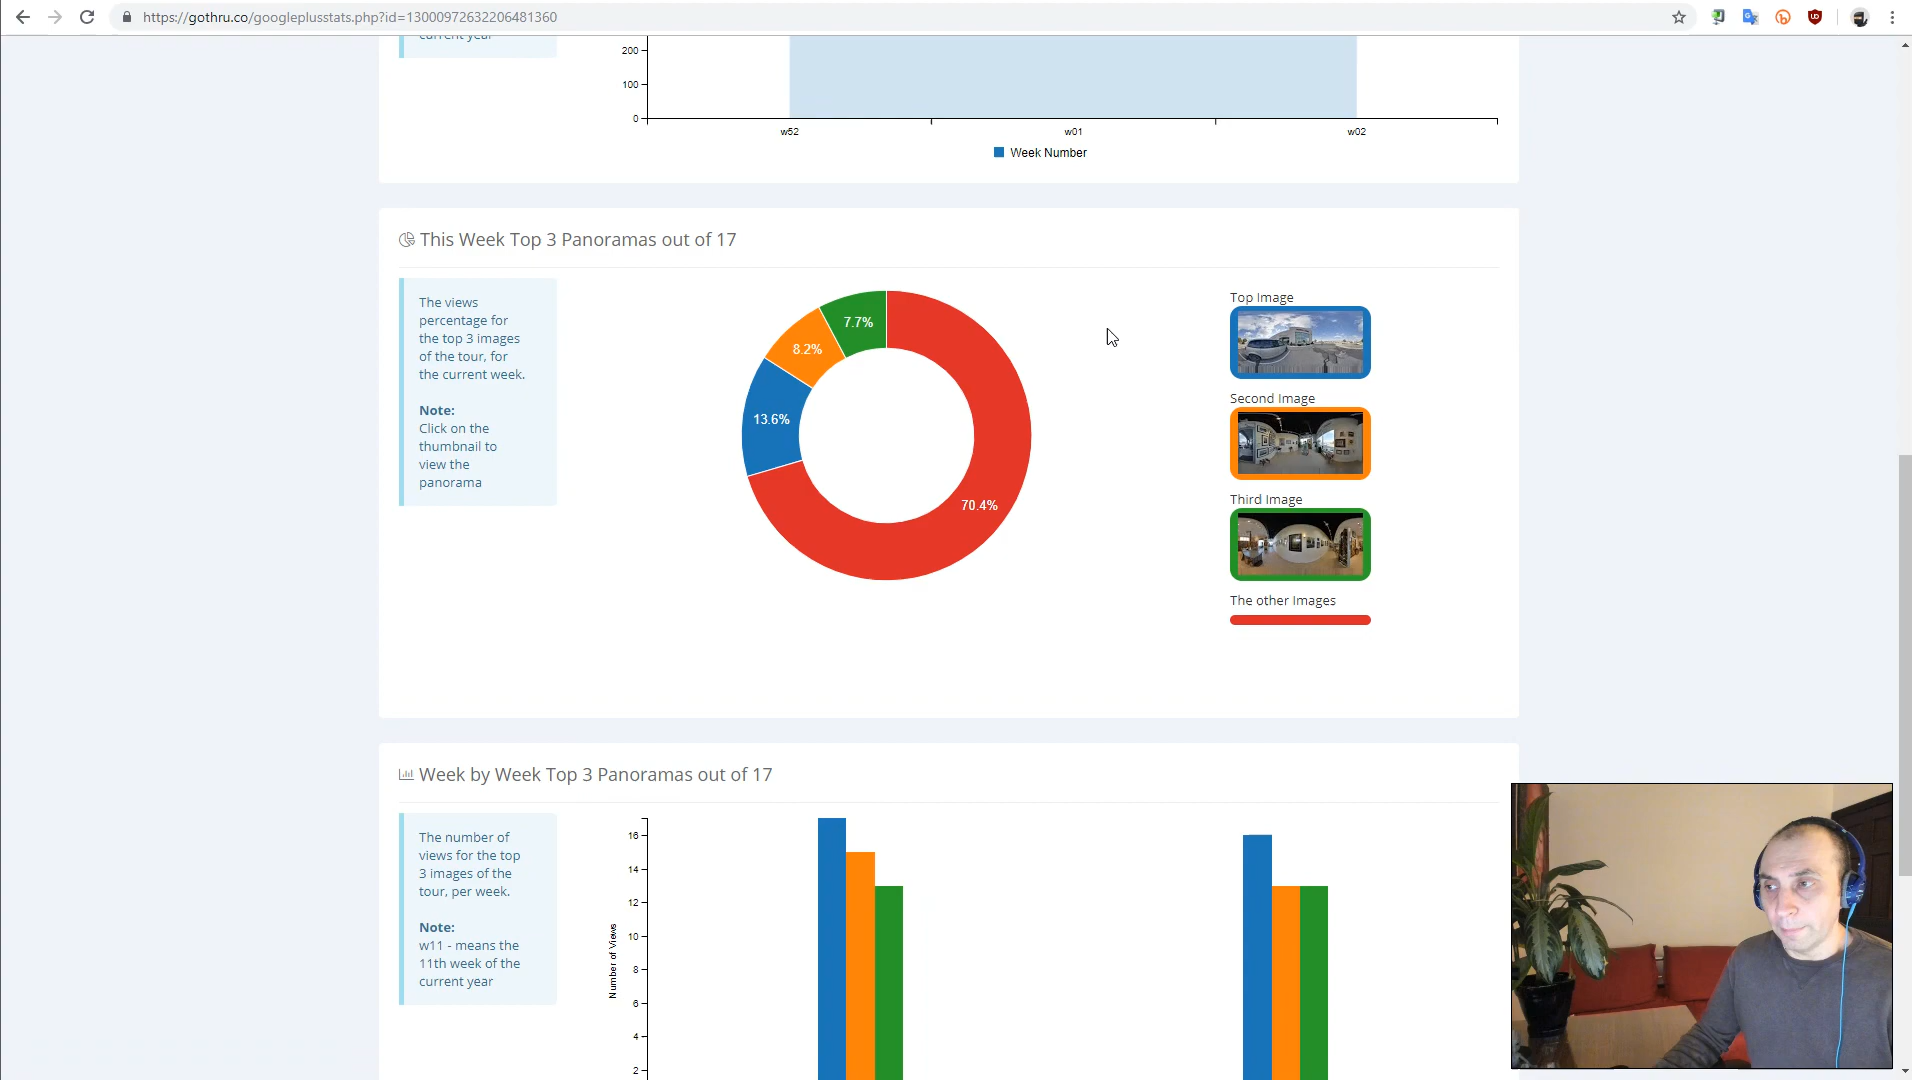 https://gothru.co/googleplusstats.php?id=13000972632206481360
current year
200
100
0
w52
w01
w02
Week Number
This Week Top 3 Panoramas out of 17
The views
percentage for
the top 3 images
of the tour, for
the current week.
Note:
Click on the
thumbnail to
view the
panorama
7.7%
8.2%
13.6%
70.4%
Top Image
Second Image
Third Image
The other Images
Week by Week Top 3 Panoramas out of 17
The number of
views for the top
3 images of the
tour, per week.
Note:
w11 - means the
11th week of the
current year
Number of Views
16
14
12
10
8
6
4
2